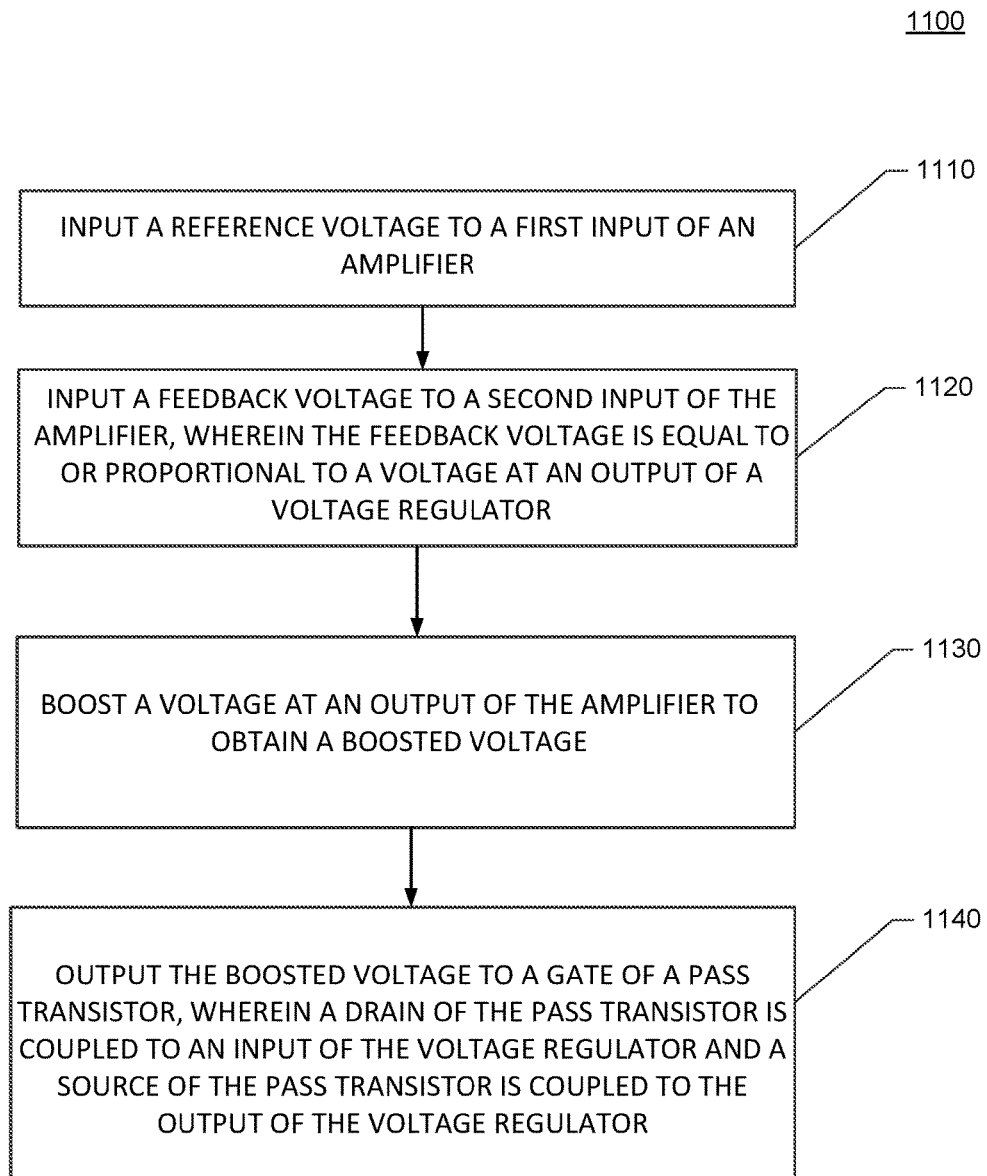 1100
1110
INPUT A REFERENCE VOLTAGE TO A FIRST INPUT OF AN
AMPLIFIER
1120
INPUT A FEEDBACK VOLTAGE TO A SECOND INPUT OF THE
AMPLIFIER, WHEREIN THE FEEDBACK VOLTAGE IS EQUAL TO
OR PROPORTIONAL TO A VOLTAGE AT AN OUTPUT OF A
VOLTAGE REGULATOR
1130
BOOST A VOLTAGE AT AN OUTPUT OF THE AMPLIFIER TO
OBTAIN A BOOSTED VOLTAGE
1140
OUTPUT THE BOOSTED VOLTAGE TO A GATE OF A PASS
TRANSISTOR, WHEREIN A DRAIN OF THE PASS TRANSISTOR IS
COUPLED TO AN INPUT OF THE VOLTAGE REGULATOR AND A
SOURCE OF THE PASS TRANSISTOR IS COUPLED TO THE
OUTPUT OF THE VOLTAGE REGULATOR